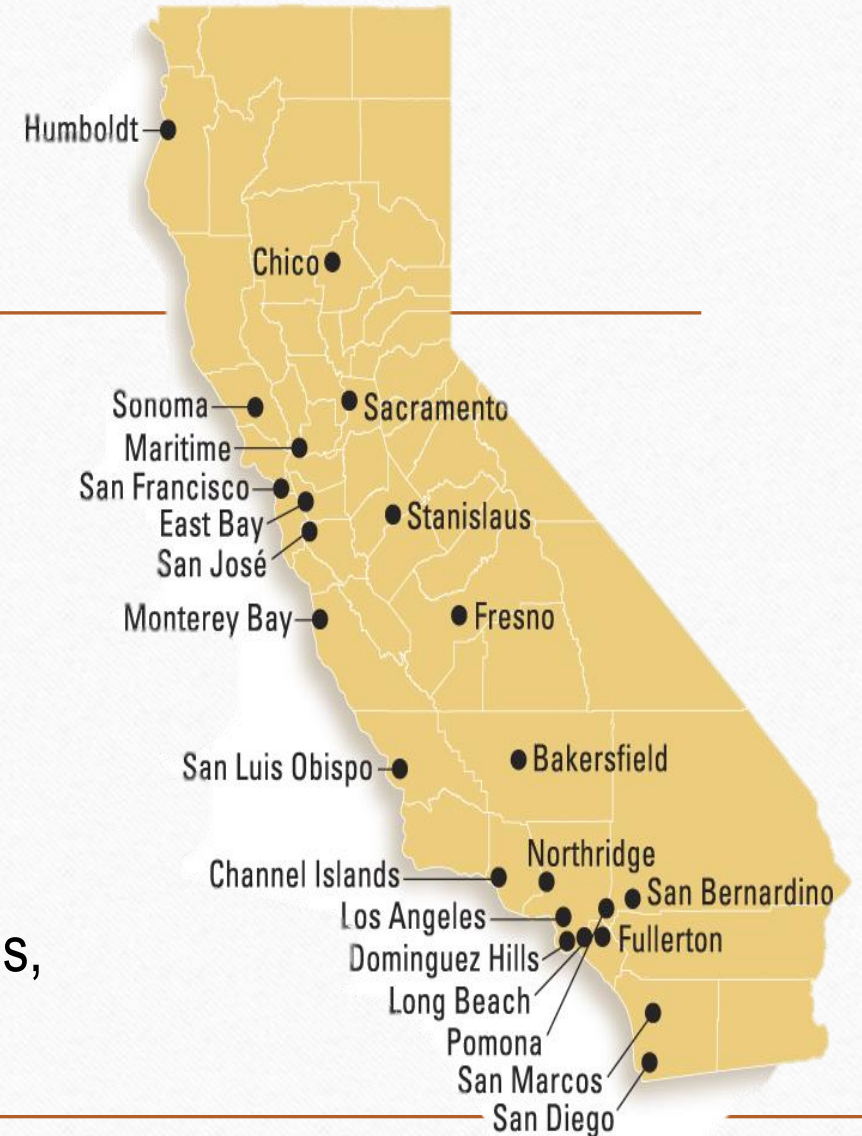 Humboldt
Chico
Sonoma
Sacramento
Maritime
San Francisco
East Bay
Stanislaus
San José
Monterey Bay
Fresno
San Luis Obispo
Bakersfield
Northridge
Channel Islands
San Bernardino
Los Angeles
Fullerton
s,
Dominguez Hills
Long Beach
Pomona
San Marcos
San Diego